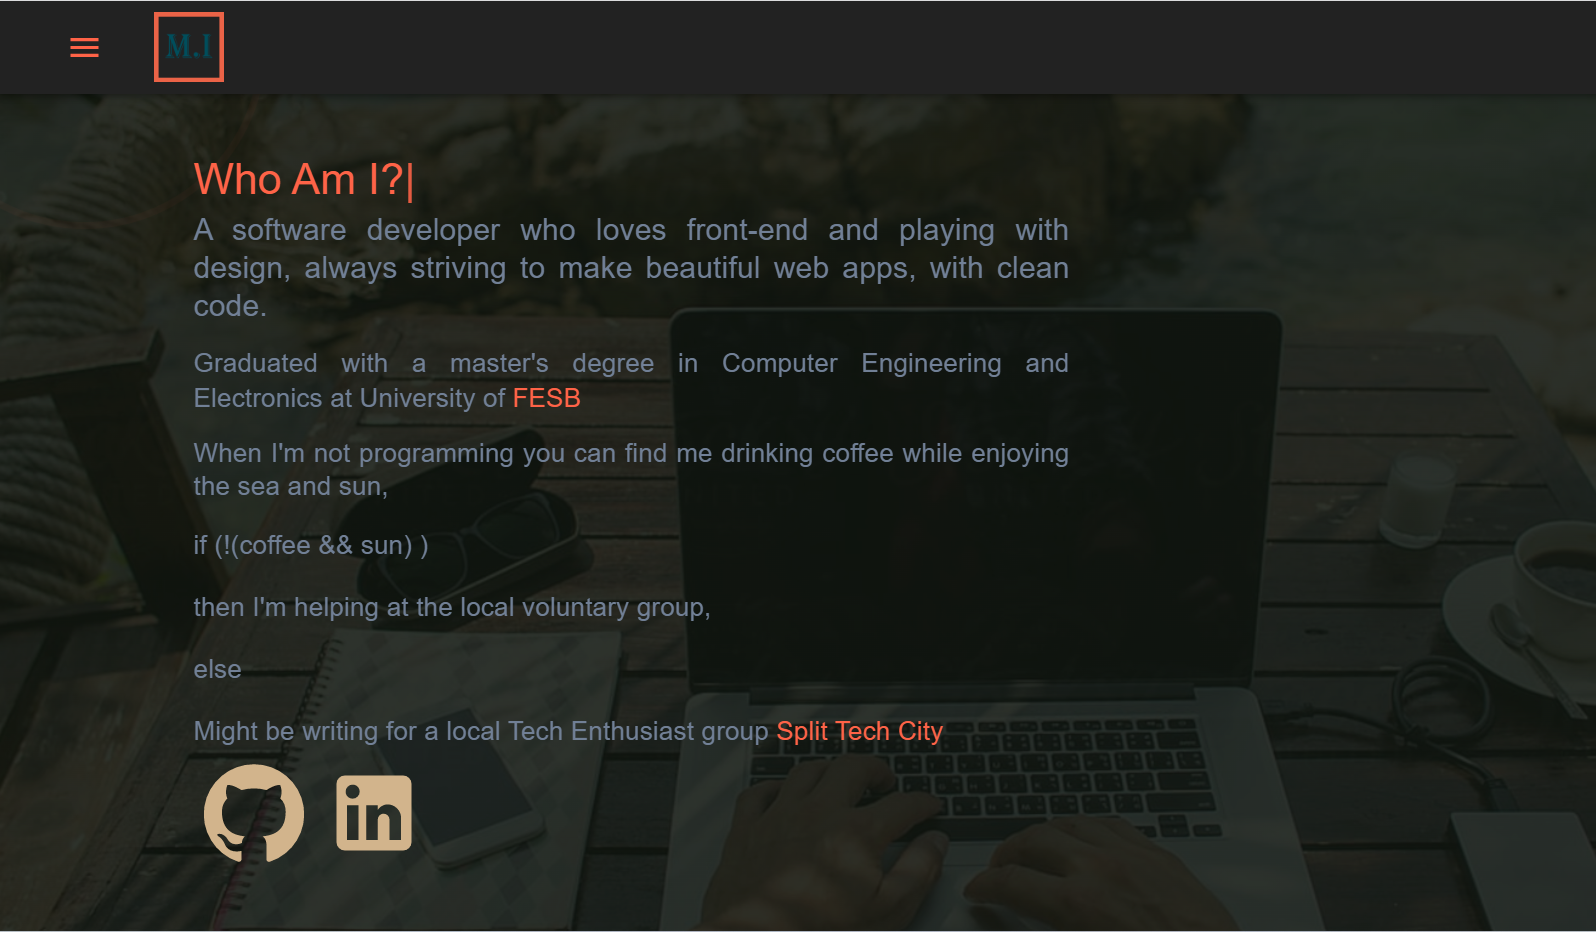 M.I
Who Am I?|
A software developer who loves front-end and playing with
design, always striving to make beautiful web apps, with clean
code.
Graduated with a master's degree in Computer Engineering and
Electronics at University of FESB
When I'm not programming you can find me drinking coffee while enjoying
the sea and sun,
if (!(coffee && sun) )
then I'm helping at the local voluntary group,
else
Might be writing for a local Tech Enthusiast group Split Tech City
in